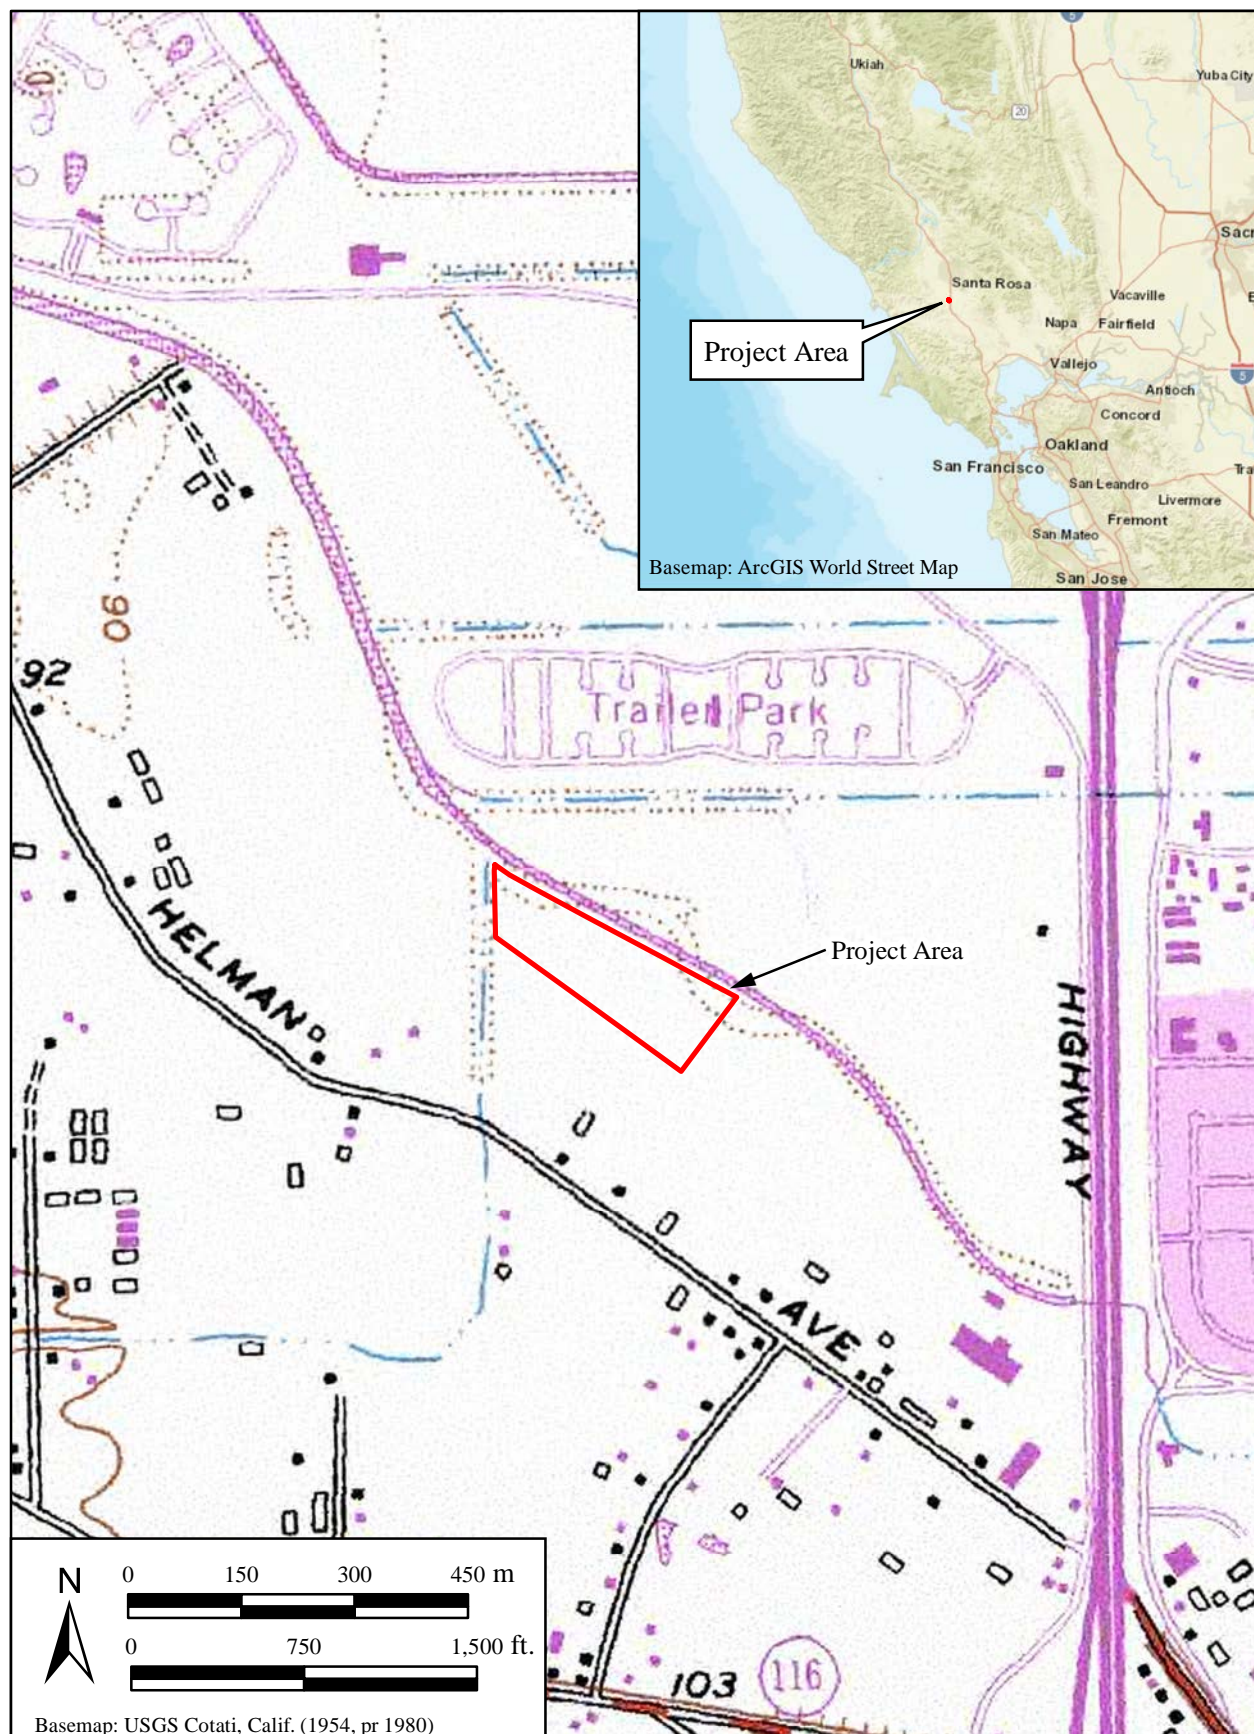 5
Ukiah
Yuba City
20
Sacr
Santa Rosa
Vacaville
Napa
Fairfield
Project Area
Vallejo
5
Antioch
Concord
Oakland
San Francisco
San Leandro
Livermore
Fremont
San Mateo
San Jose
Basemap: ArcGIS World Street Map
90
92
Trailer Park
HELMAN
Project Area
HIGHWAY
AVE
N
0 150 300 450 m
0 750 1,500 ft.
103
116
Basemap: USGS Cotati, Calif. (1954, pr 1980)